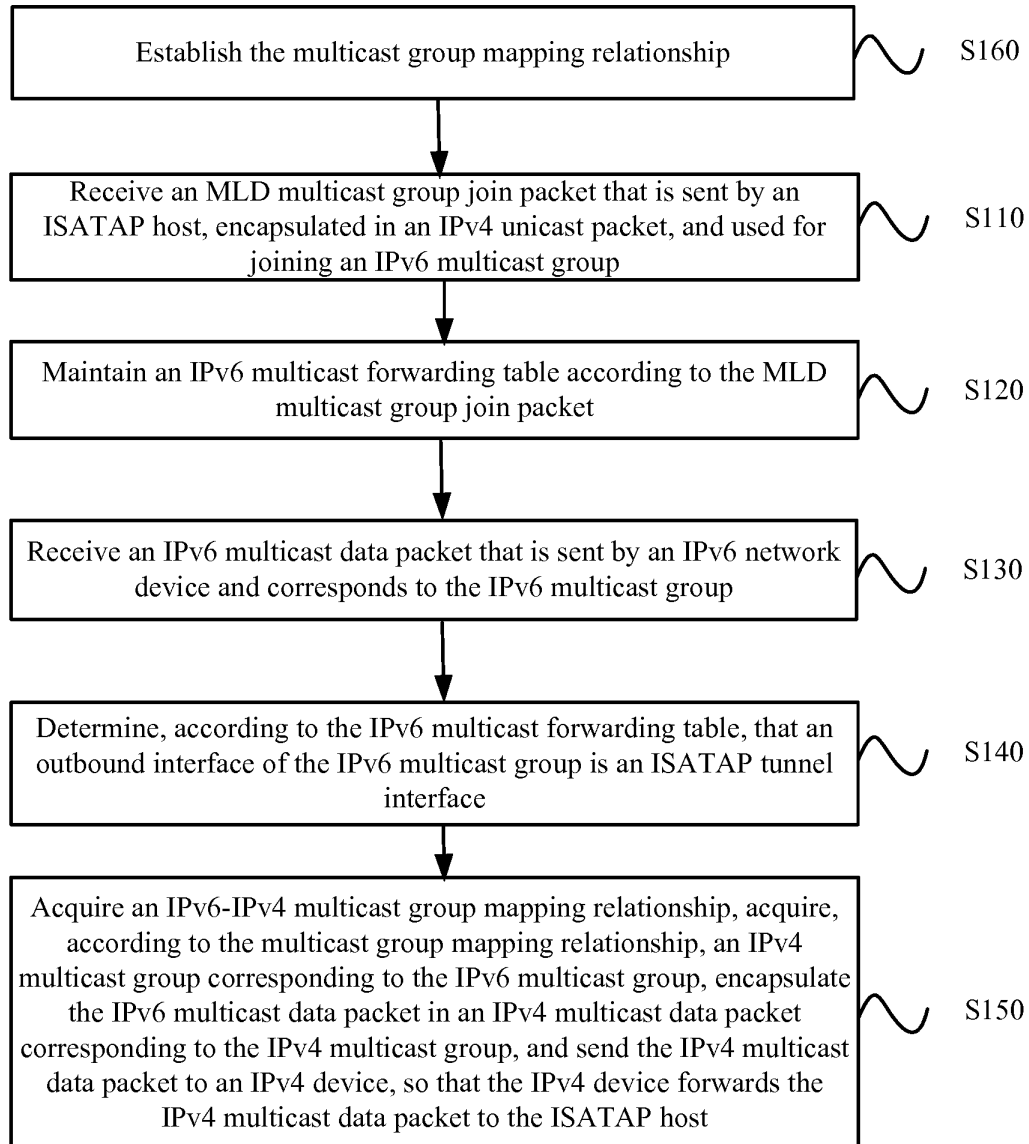 Establish the multicast group mapping relationship
S160
Receive an MLD multicast group join packet that is sent by an
ISATAP host, encapsulated in an IPv4 unicast packet, and used for
joining an IPv6 multicast group
S110
Maintain an IPv6 multicast forwarding table according to the MLD
multicast group join packet
S120
Receive an IPv6 multicast data packet that is sent by an IPv6 network
device and corresponds to the IPv6 multicast group
S130
Determine, according to the IPv6 multicast forwarding table, that an
outbound interface of the IPv6 multicast group is an ISATAP tunnel
interface
S140
Acquire an IPv6-IPv4 multicast group mapping relationship, acquire,
according to the multicast group mapping relationship, an IPv4
multicast group corresponding to the IPv6 multicast group, encapsulate
the IPv6 multicast data packet in an IPv4 multicast data packet
corresponding to the IPv4 multicast group, and send the IPv4 multicast
data packet to an IPv4 device, so that the IPv4 device forwards the
IPv4 multicast data packet to the ISATAP host
S150